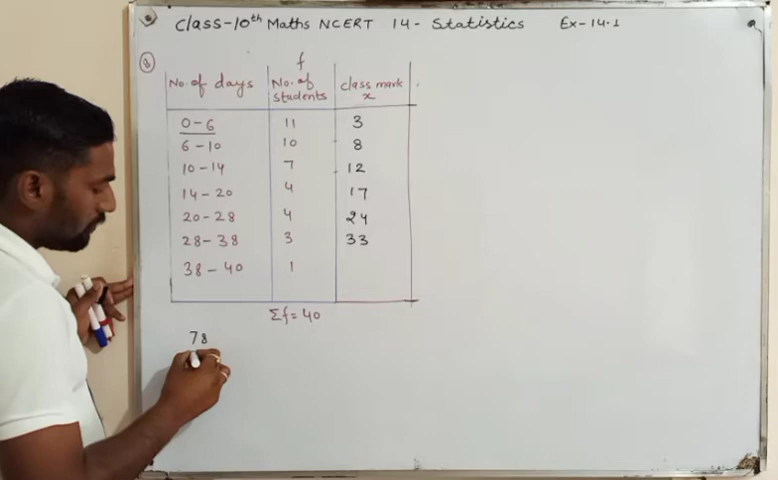 Class-10th Maths NCERT 14- Statistics Ex-14.1
f
No. of days No. of students class mark x
0-6 11 3
6-10 10 8
10-14 7 12
14-20 4 17
20-28 4 24
28-38 3 33
38-40 1
Σf=40
78